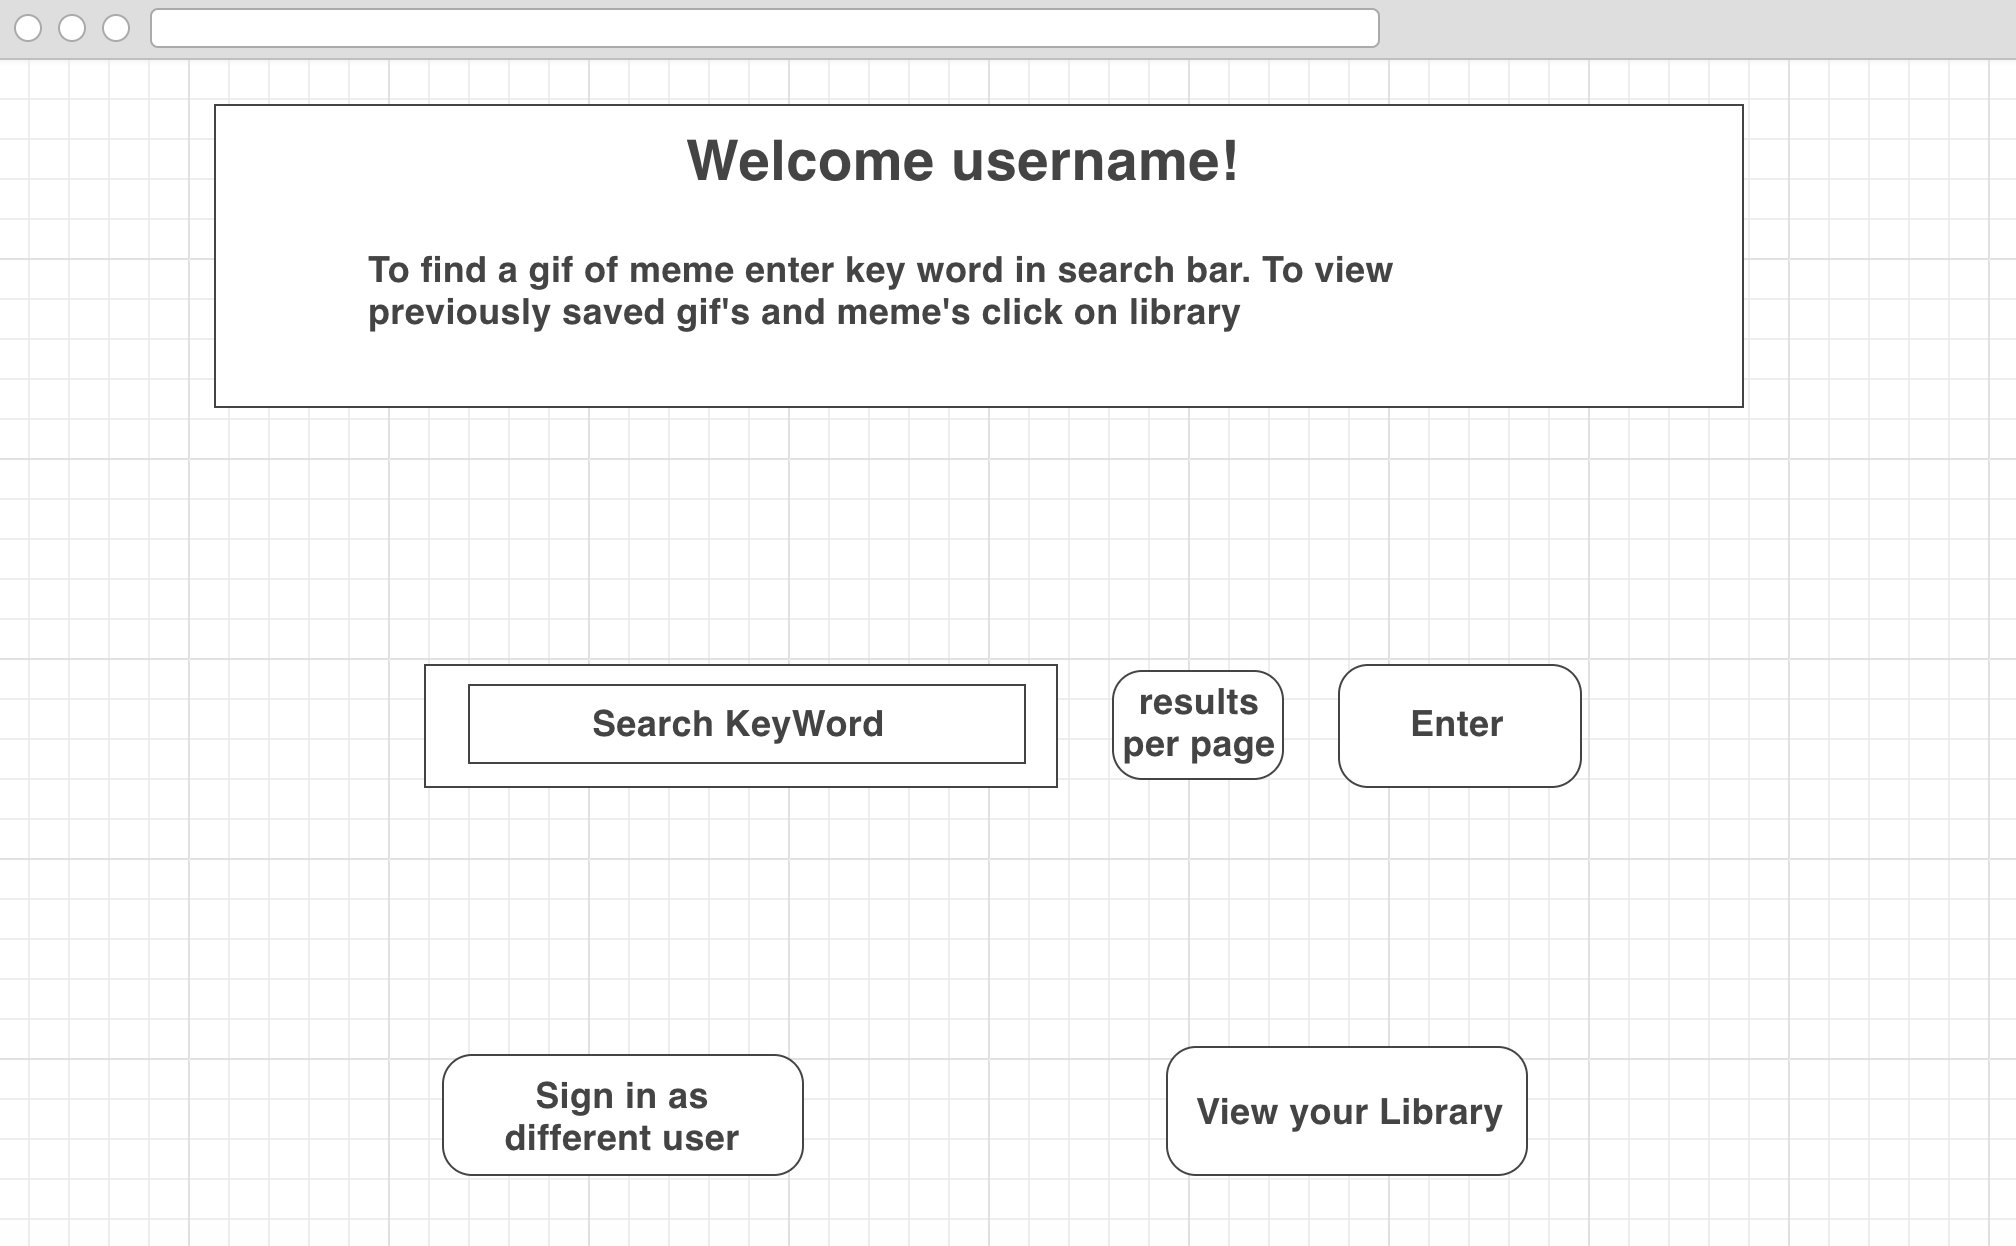 Welcome username!
To find a gif of meme enter key word in search bar. To view
previously saved gif's and meme's click on library
Search KeyWord
results
per page
Enter
Sign in as
different user
View your Library